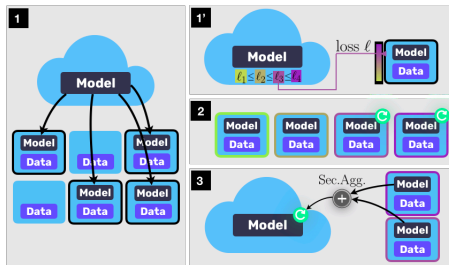 1
Model
Model
Data
Data
Model
Data
Data
Model
Data
Model
Data
1'
Model
ℓ₁≤ℓ₂≤ℓ₃≤ℓ₄
loss ℓ
Model
Data
2
Model
Data
Model
Data
Model
Data
Model
Data
3
Sec.Agg.
Model
+
Model
Data
Model
Data